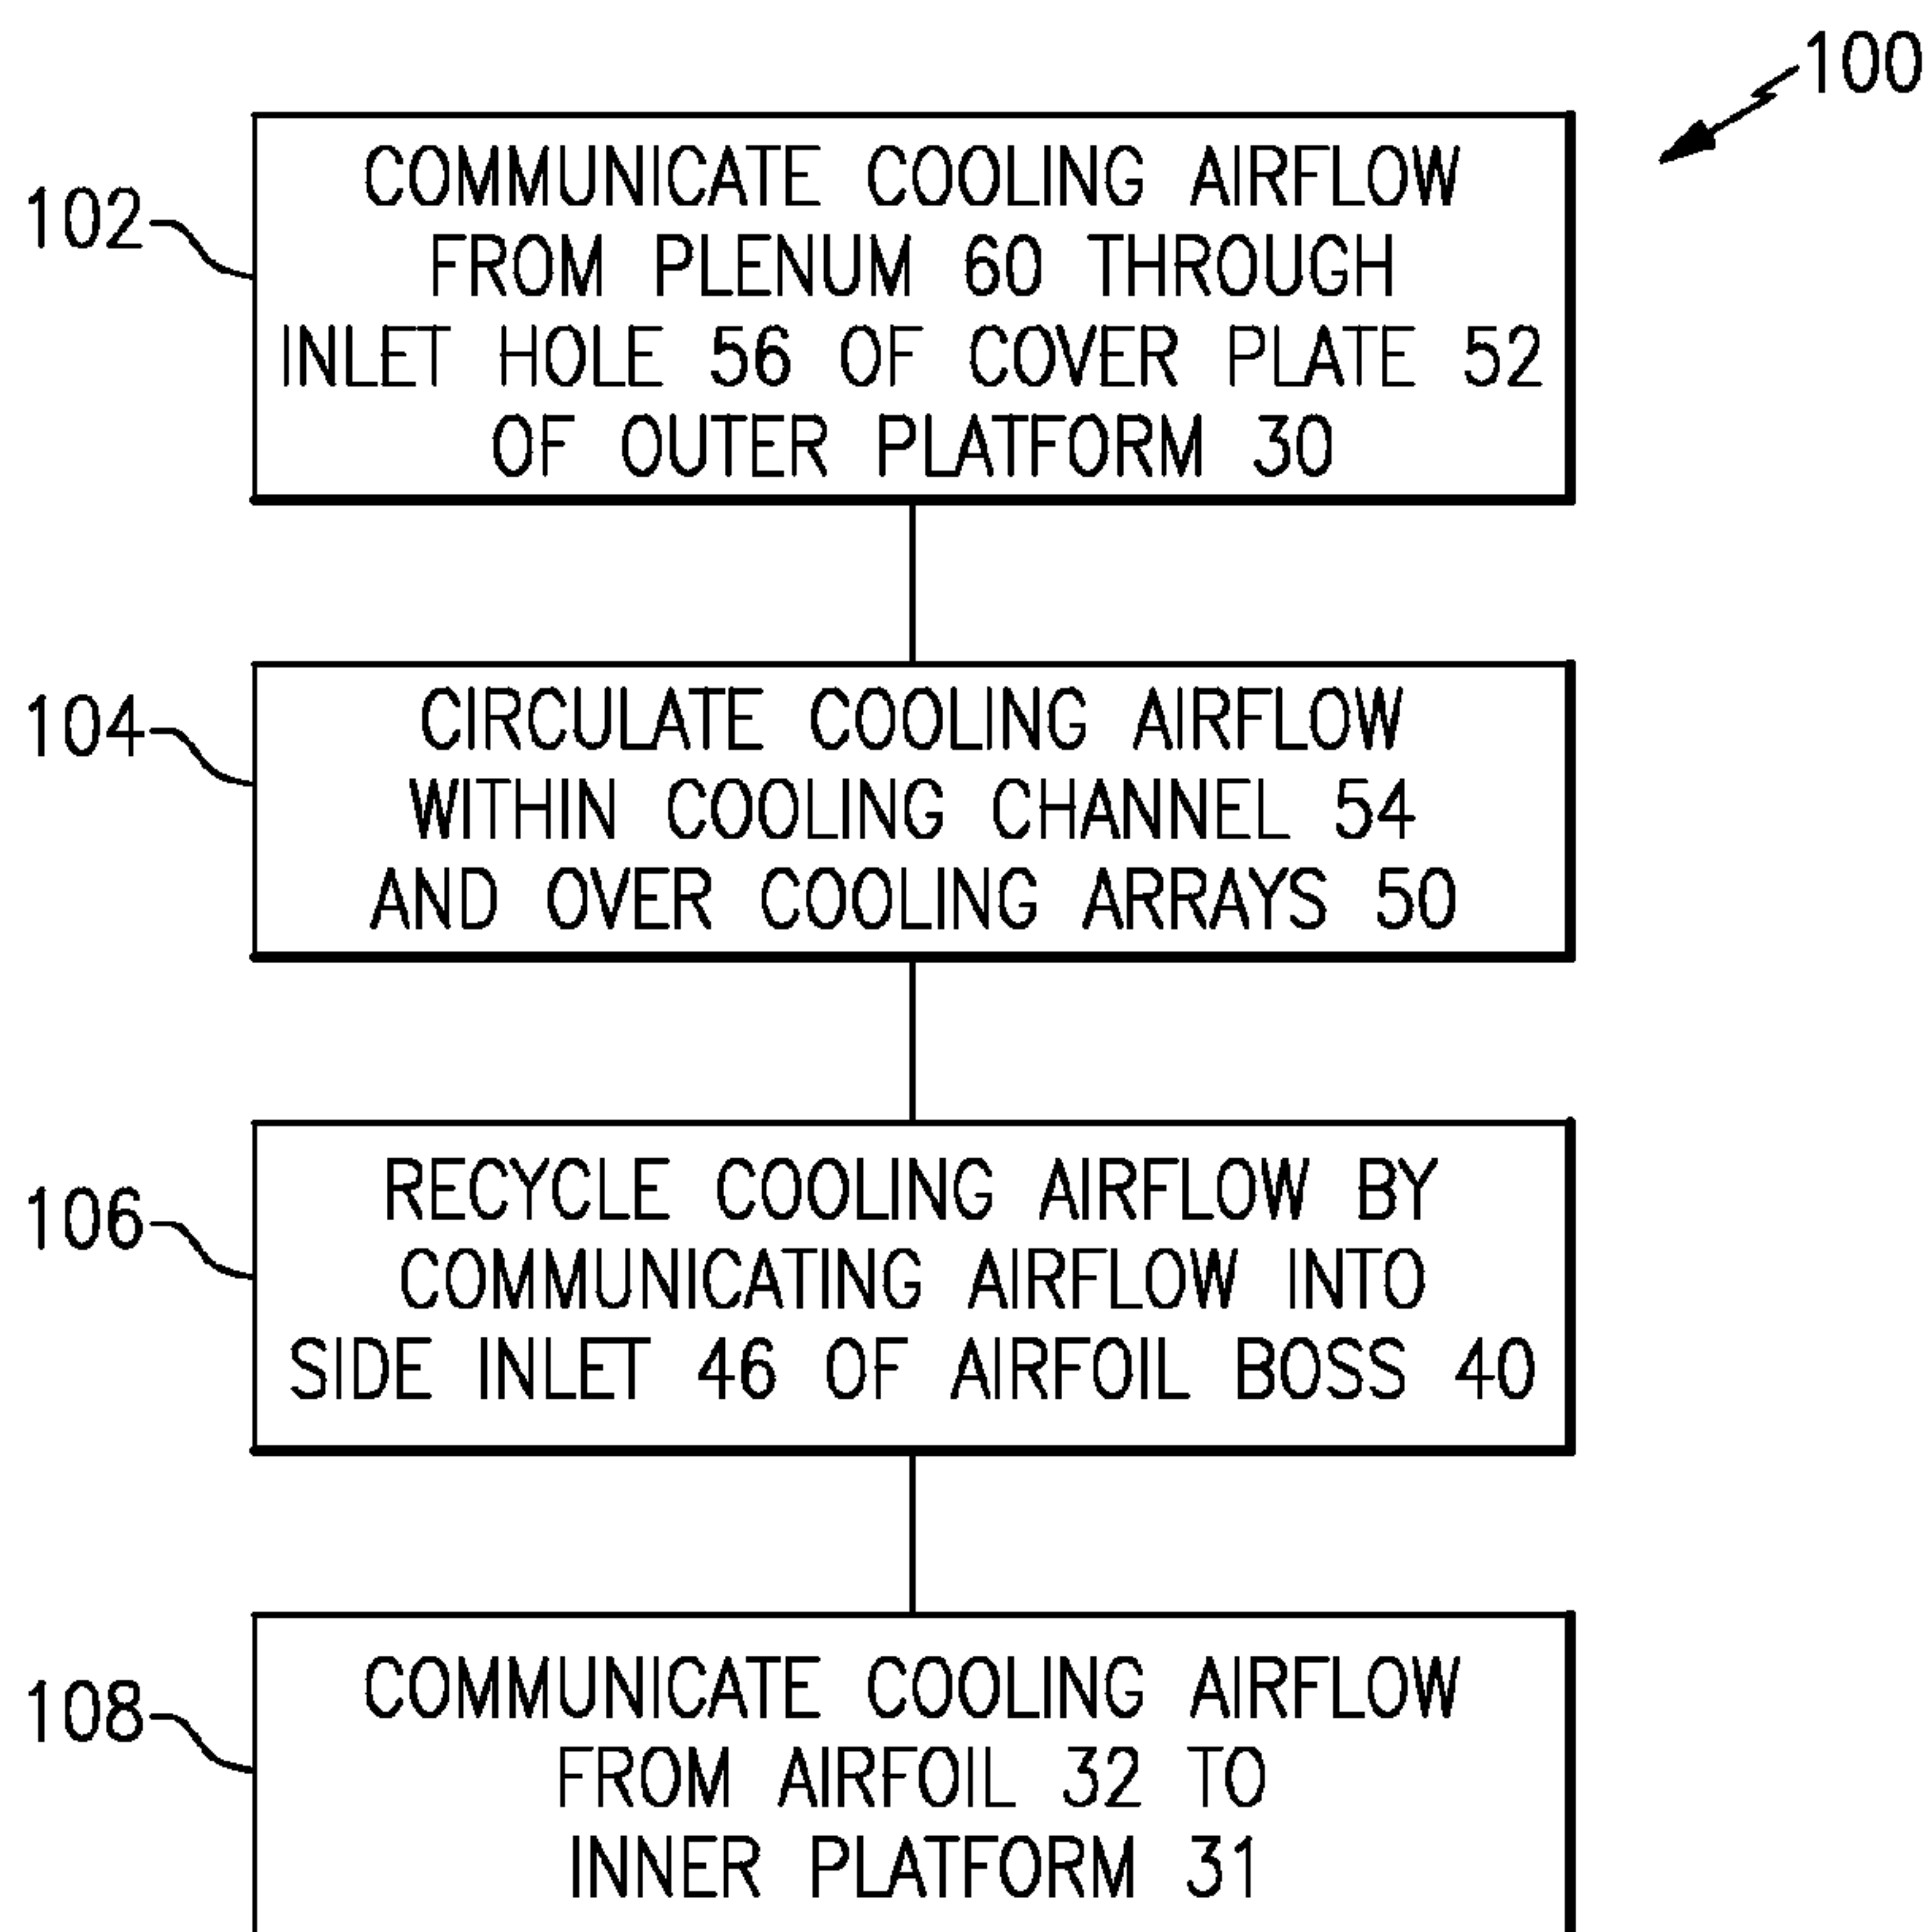 100
102
COMMUNICATE COOLING AIRFLOW
FROM PLENUM 60 THROUGH
INLET HOLE 56 OF COVER PLATE 52
OF OUTER PLATFORM 30
104
CIRCULATE COOLING AIRFLOW
WITHIN COOLING CHANNEL 54
AND OVER COOLING ARRAYS 50
106
RECYCLE COOLING AIRFLOW BY
COMMUNICATING AIRFLOW INTO
SIDE INLET 46 OF AIRFOIL BOSS 40
108
COMMUNICATE COOLING AIRFLOW
FROM AIRFOIL 32 TO
INNER PLATFORM 31